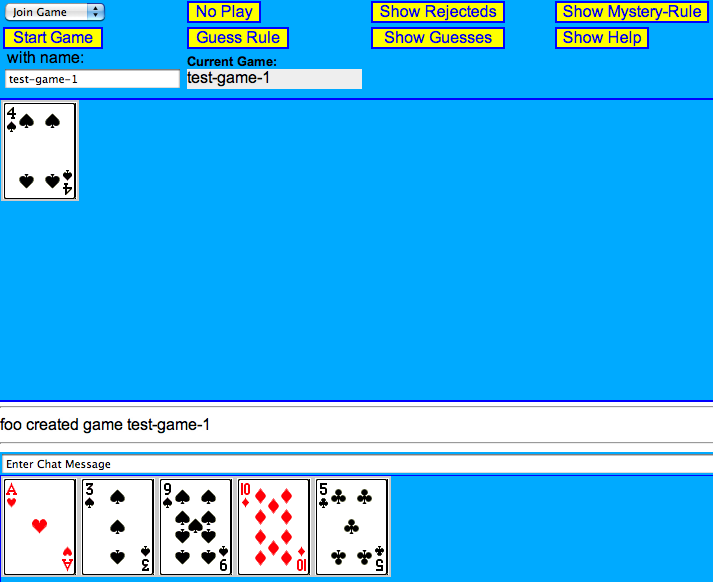 Join Game
No Play
Show Rejecteds
Show Mystery-Rule
Start Game
Guess Rule
Show Guesses
Show Help
with name:
Current Game:
test-game-1
test-game-1
4
4
foo created game test-game-1
Enter Chat Message
A 3 9 10 5
A 3 9 10 5